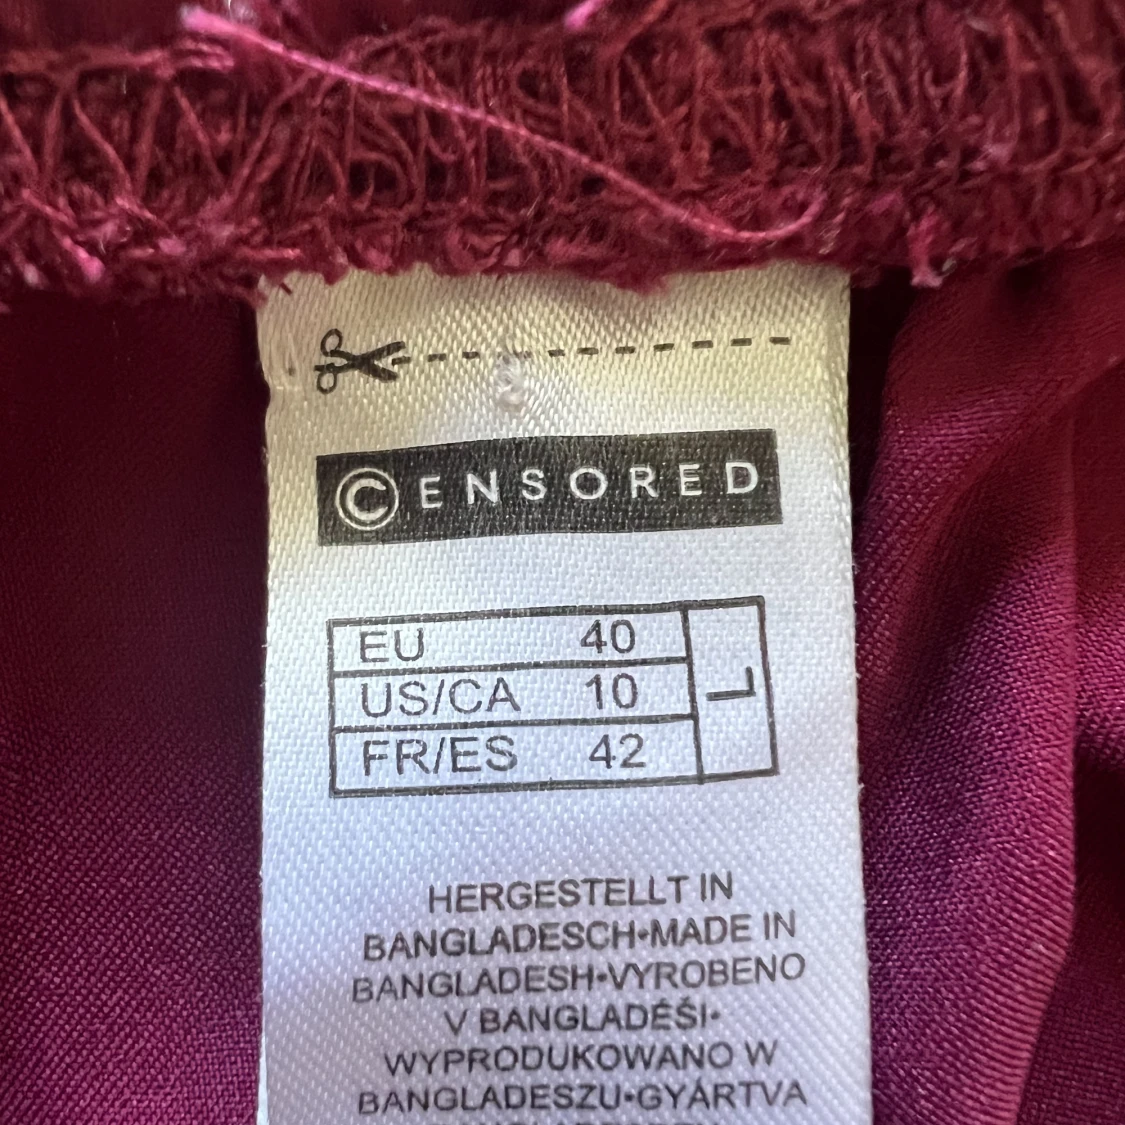 ©ENSORED
EU 40
US/CA 10
FR/ES 42
L
HERGESTELLT IN
BANGLADESCH•MADE IN
BANGLADESH•VYROBENO
V BANGLADÉŠI•
WYPRODUKOWANO W
BANGLADESZU•GYÁRTVA